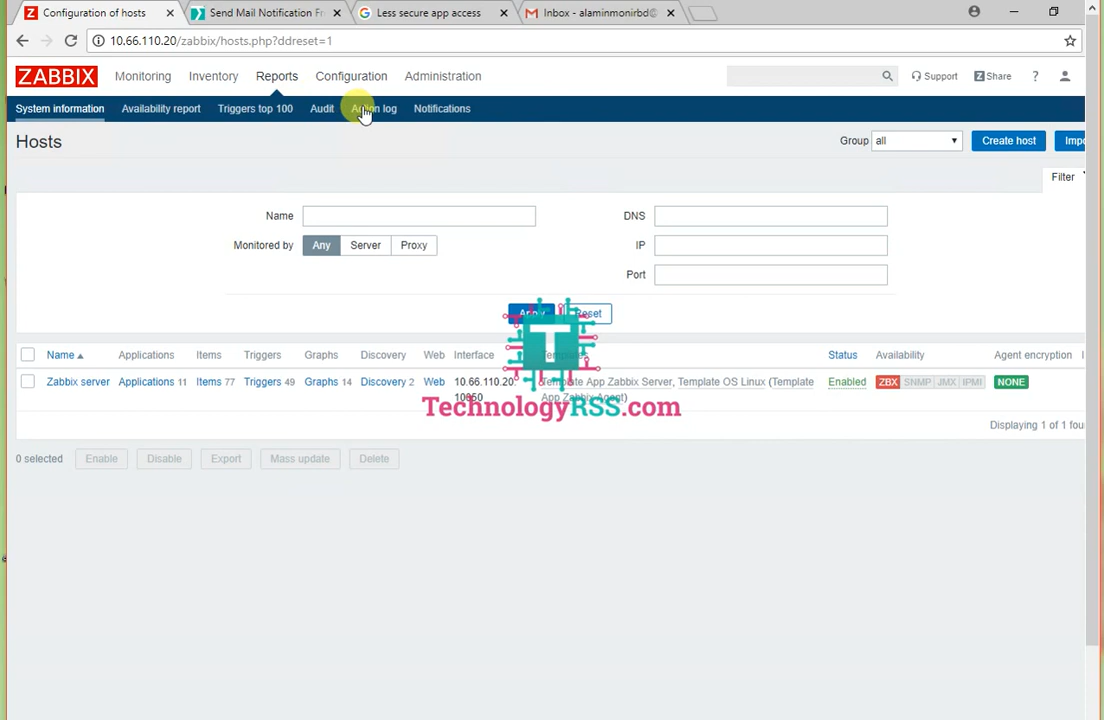 Configuration of hosts
Send Mail Notification Fr
Less secure app access
Inbox - alaminmonirbd@
10.66.110.20/zabbix/hosts.php?ddreset=1
ZABBIX Monitoring Inventory Reports Configuration Administration Support Share ?
System information Availability report Triggers top 100 Audit Action log Notifications
Hosts Group all Create host Impo
Filter
Name DNS
Monitored by Any Server Proxy IP
Port
Apply Reset
Name Applications Items Triggers Graphs Discovery Web Interface Templates Status Availability Agent encryption
Zabbix server Applications 11 Items 77 Triggers 49 Graphs 14 Discovery 2 Web 10.66.110.20: Template App Zabbix Server, Template OS Linux (Template Enabled ZBX SNMP JMX IPMI NONE
10050 App Zabbix Agent)
TechnologyRSS.com
Displaying 1 of 1 fou
0 selected Enable Disable Export Mass update Delete